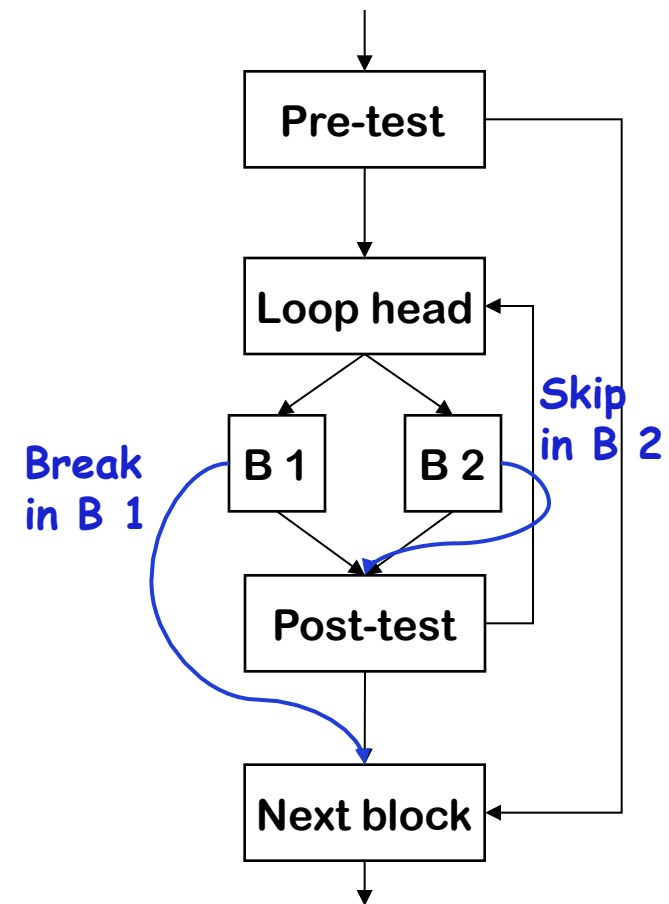 Pre-test
Loop head
Skip
in B 2
B 1
B 2
Break
in B 1
Post-test
Next block